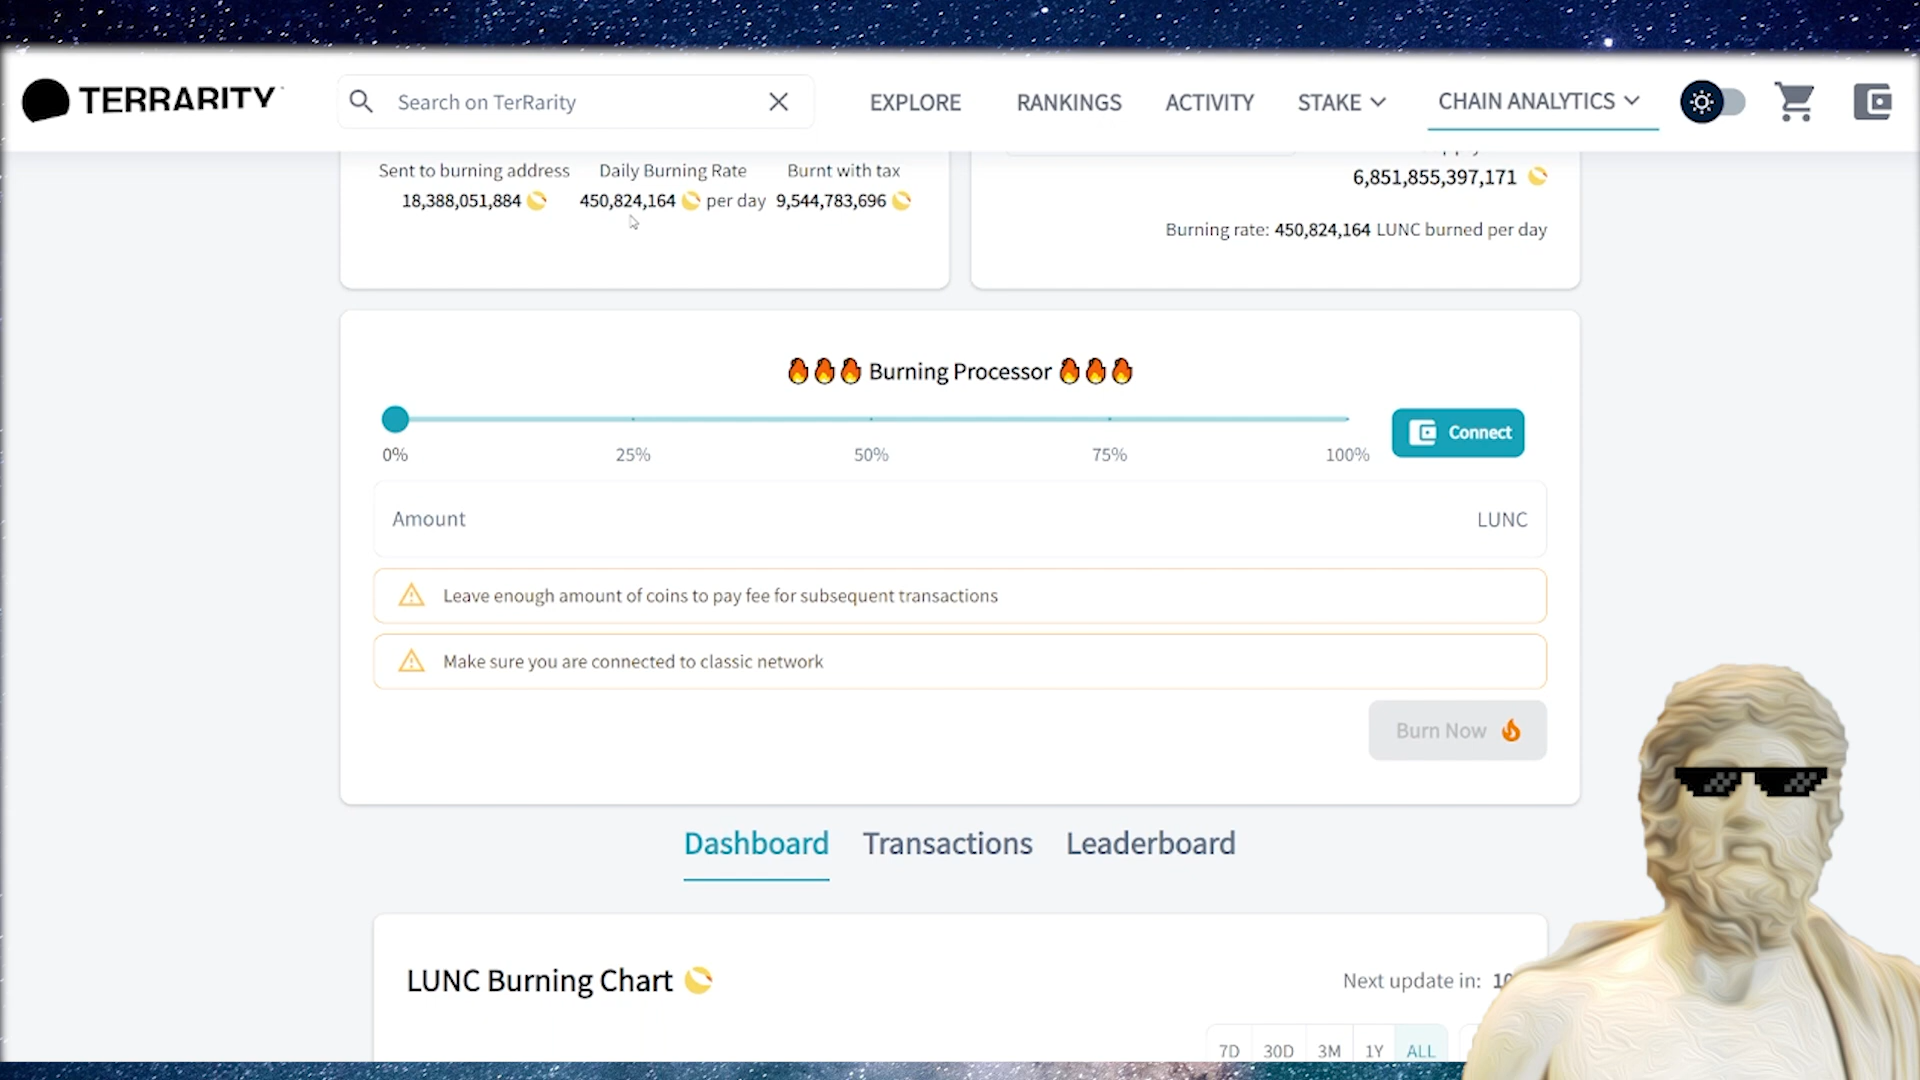 TERRARITY
Search on TerRarity
EXPLORE
RANKINGS
ACTIVITY
STAKE
CHAIN ANALYTICS
Sent to burning address
18,388,051,884
Daily Burning Rate
450,824,164 per day
Burnt with tax
9,544,783,696
6,851,855,397,171
Burning rate: 450,824,164 LUNC burned per day
🔥🔥🔥 Burning Processor 🔥🔥🔥
0%
25%
50%
75%
100%
Connect
Amount
LUNC
Leave enough amount of coins to pay fee for subsequent transactions
Make sure you are connected to classic network
Burn Now
Dashboard
Transactions
Leaderboard
LUNC Burning Chart
Next update in:
7D
30D
3M
1Y
ALL